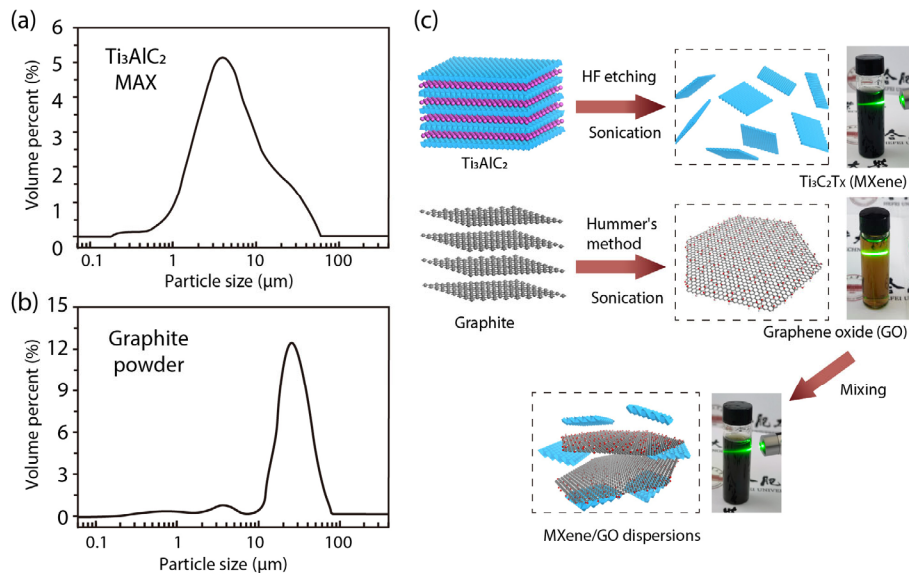 (a)
Ti₃AlC₂
MAX
Volume percent (%)
6
5
4
3
2
1
0
0.1 1 10 100
Particle size (μm)
(b)
Graphite
powder
Volume percent (%)
15
12
9
6
3
0
0.1 1 10 100
Particle size (μm)
(c)
HF etching
Sonication
Ti₃AlC₂
Ti₃C₂Tx (MXene)
Hummer's
method
Sonication
Graphite
Graphene oxide (GO)
Mixing
MXene/GO dispersions